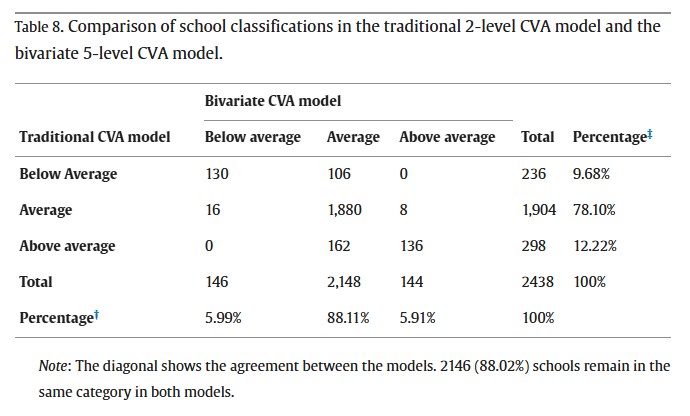 Table 8. Comparison of school classifications in the traditional 2-level CVA model and the
bivariate 5-level CVA model.
Bivariate CVA model
Traditional CVA model Below average Average Above average Total Percentage‡
Below Average 130 106 0 236 9.68%
Average 16 1,880 8 1,904 78.10%
Above average 0 162 136 298 12.22%
Total 146 2,148 144 2438 100%
Percentage† 5.99% 88.11% 5.91% 100%
Note: The diagonal shows the agreement between the models. 2146 (88.02%) schools remain in the
same category in both models.